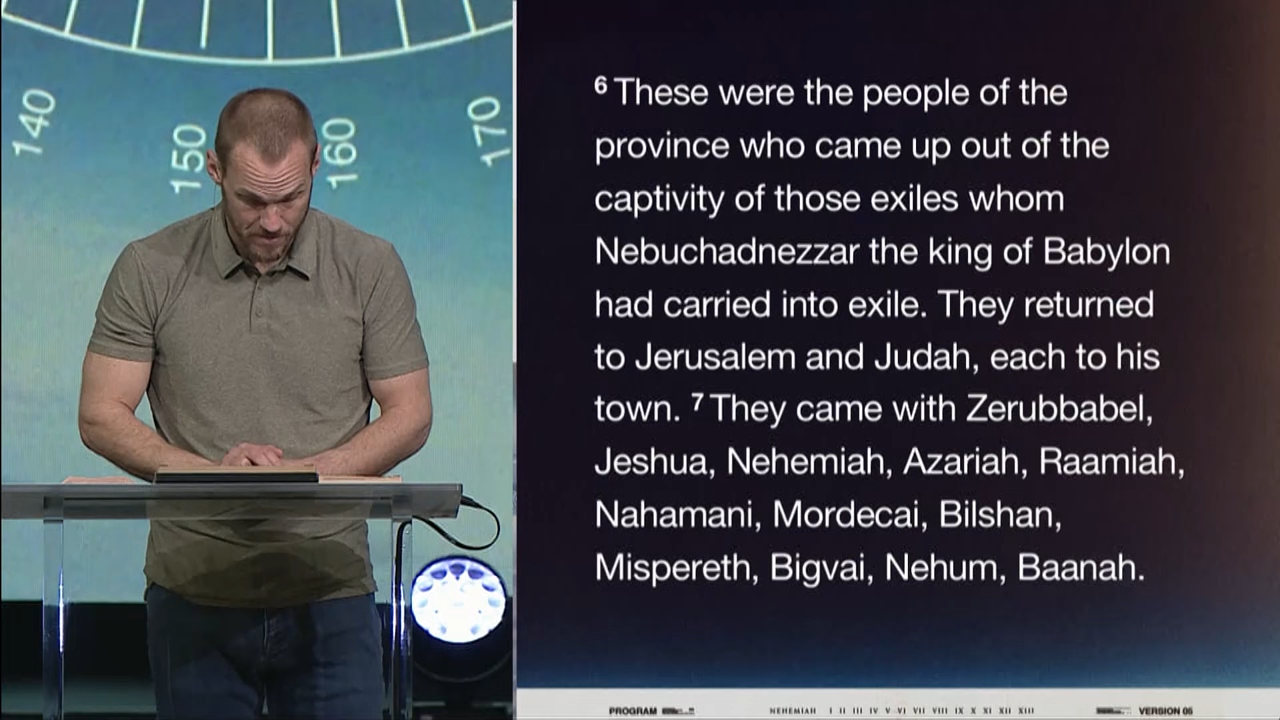 140
150
160
170
6 These were the people of the
province who came up out of the
captivity of those exiles whom
Nebuchadnezzar the king of Babylon
had carried into exile. They returned
to Jerusalem and Judah, each to his
town. 7 They came with Zerubbabel,
Jeshua, Nehemiah, Azariah, Raamiah,
Nahamani, Mordecai, Bilshan,
Mispereth, Bigvai, Nehum, Baanah.
PROGRAM
NEHEMIAH I II III IV V VI VII VIII IX X XI XII XIII
VERSION 06